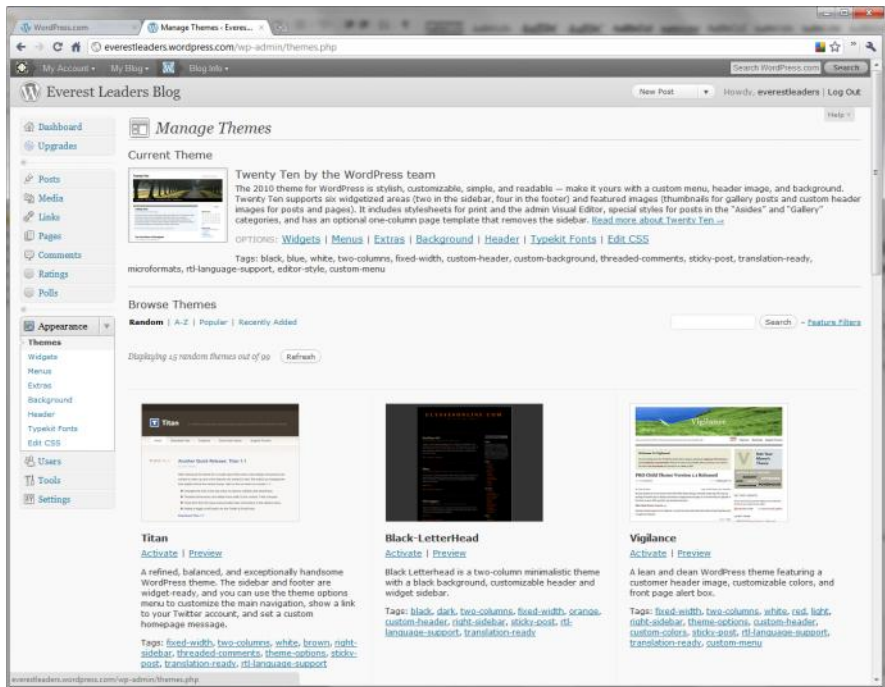 WordPress.com
Manage Themes ‹ Everes...
everestleaders.wordpress.com/wp-admin/themes.php
My Account
My Blog
Blog Info
Search WordPress.com
Search
Everest Leaders Blog
New Post
Howdy, everestleaders | Log Out
Help
Dashboard
Upgrades
Posts
Media
Links
Pages
Comments
Ratings
Polls
Appearance
Themes
Widgets
Menus
Extras
Background
Header
Typekit Fonts
Edit CSS
Users
Tools
Settings
Manage Themes
Current Theme
Twenty Ten by the WordPress team
The 2010 theme for WordPress is stylish, customizable, simple, and readable — make it yours with a custom menu, header image, and background.
Twenty Ten supports six widgetized areas (two in the sidebar, four in the footer) and featured images (thumbnails for gallery posts and custom header
images for posts and pages). It includes stylesheets for print and the admin Visual Editor, special styles for posts in the "Asides" and "Gallery"
categories, and has an optional one-column page template that removes the sidebar. Read more about Twenty Ten →
OPTIONS: Widgets | Menus | Extras | Background | Header | Typekit Fonts | Edit CSS
Tags: black, blue, white, two-columns, fixed-width, custom-header, custom-background, threaded-comments, sticky-post, translation-ready,
microformats, rtl-language-support, editor-style, custom-menu
Browse Themes
Random | A-Z | Popular | Recently Added
Search
Feature Filters
Displaying 15 random themes out of 99
Refresh
Titan
Another Quick Release, Titan 1.1
Titan
Activate | Preview
A refined, balanced, and exceptionally handsome
WordPress theme. The sidebar and footer are
widget-ready, and you can use the theme options
menu to customize the main navigation, show a link
to your Twitter account, and set a custom
homepage message.
Tags: fixed-width, two-columns, white, brown, right-
sidebar, threaded-comments, theme-options, sticky-
post, translation-ready, rtl-language-support
Black-LetterHead
Activate | Preview
Black Letterhead is a two-column minimalistic theme
with a black background, customizable header and
widget sidebar.
Tags: black, dark, two-columns, fixed-width, orange,
custom-header, right-sidebar, sticky-post, rtl-
language-support, translation-ready
Vigilance
PRO Child Theme Version 1.1 Released
Vigilance
Activate | Preview
A lean and clean WordPress theme featuring a
customer header image, customizable colors, and
front page alert box.
Tags: fixed-width, two-columns, white, red, light,
right-sidebar, theme-options, custom-header,
custom-colors, sticky-post, rtl-language-support,
translation-ready, custom-menu
everestleaders.wordpress.com/wp-admin/themes.php